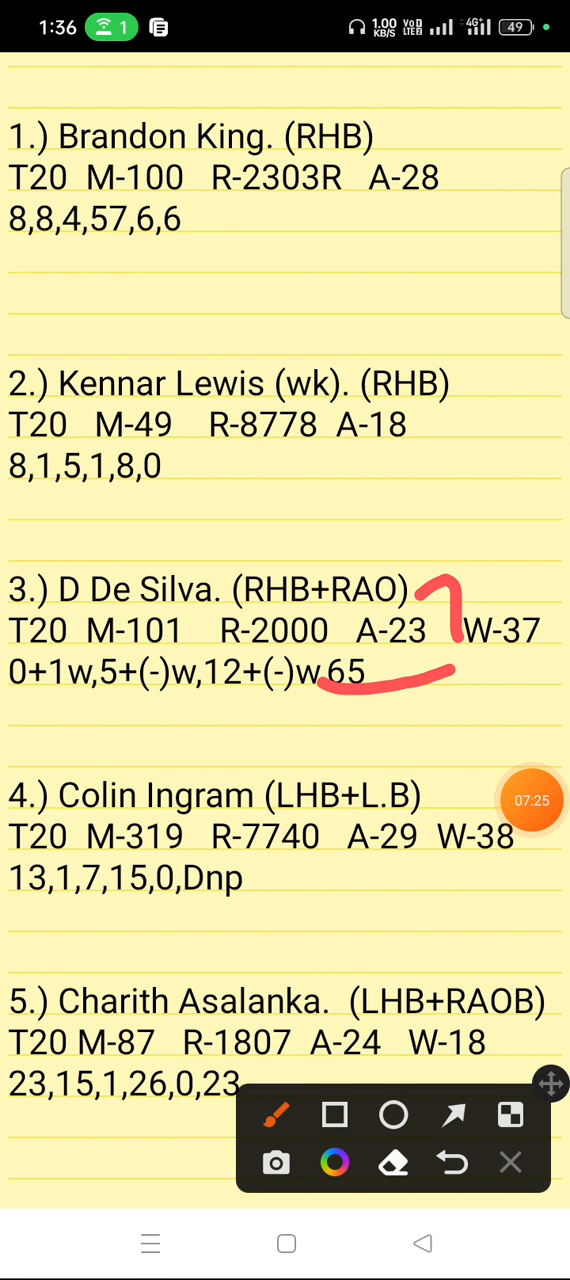 1:36 1 1.00 KB/S VoD LTE2 4G+ 49
1.) Brandon King. (RHB)
T20 M-100 R-2303R A-28
8,8,4,57,6,6
2.) Kennar Lewis (wk). (RHB)
T20 M-49 R-8778 A-18
8,1,5,1,8,0
3.) D De Silva. (RHB+RAO)
T20 M-101 R-2000 A-23 W-37
0+1w,5+(-)w,12+(-)w,65
4.) Colin Ingram (LHB+L.B)
07:25
T20 M-319 R-7740 A-29 W-38
13,1,7,15,0,Dnp
5.) Charith Asalanka. (LHB+RAOB)
T20 M-87 R-1807 A-24 W-18
23,15,1,26,0,23